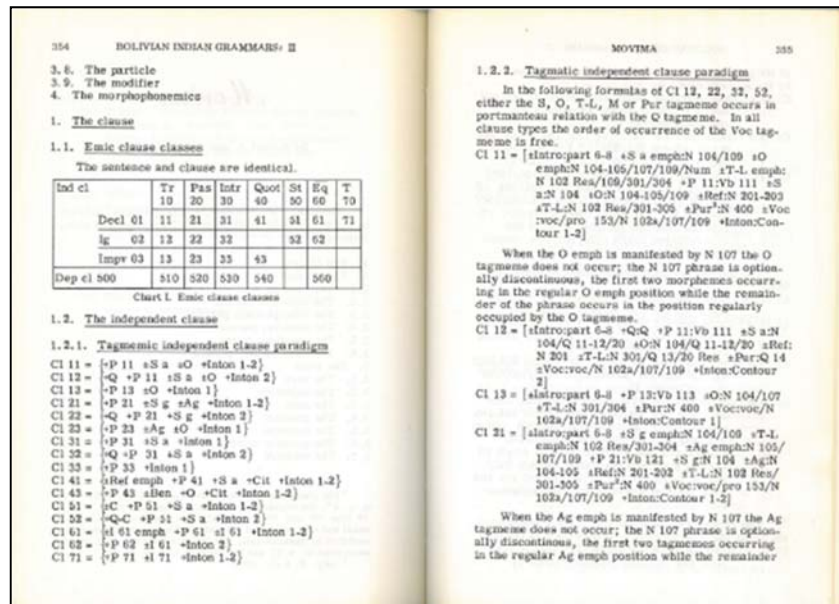 354 BOLIVIAN INDIAN GRAMMARS: II
3.8. The particle
3.9. The modifier
4. The morphophonemics
1. The clause
1.1. Emic clause classes
The sentence and clause are identical.
Ind cl Tr 10 Pas 20 Intr 30 Quot 40 St 50 Eq 60 T 70
Decl 01 11 21 31 41 51 61 71
Ig 02 12 22 32 52 62
Impv 03 13 23 33 43
Dep cl 500 510 520 530 540 560
Chart I. Emic clause classes
1.2. The independent clause
1.2.1. Tagmemic independent clause paradigm
Cl 11 = {+P 11 ±S a ±O +Inton 1-2}
Cl 12 = {+Q +P 11 ±S a ±O +Inton 2}
Cl 13 = {+P 13 ±O +Inton 1}
Cl 21 = {+P 21 ±S g ±Ag +Inton 1-2}
Cl 22 = {+Q +P 21 +S g +Inton 2}
Cl 23 = {+P 23 ±Ag ±O +Inton 1}
Cl 31 = {+P 31 ±S a +Inton 1}
Cl 32 = {+Q +P 31 ±S a +Inton 2}
Cl 33 = {+P 33 +Inton 1}
Cl 41 = {±Ref emph +P 41 +S a +Cit +Inton 1-2}
Cl 43 = {+P 43 ±Ben +O +Cit +Inton 1}
Cl 51 = {±C +P 51 +S a +Inton 1-2}
Cl 52 = {+Q-C +P 51 +S a +Inton 2}
Cl 61 = {±I 61 emph +P 61 ±I 61 +Inton 1-2}
Cl 62 = {+P 62 ±I 61 +Inton 2}
Cl 71 = {+P 71 +I 71 +Inton 1-2}
MOVIMA 355
1.2.2. Tagmatic independent clause paradigm
In the following formulas of Cl 12, 22, 32, 52,
either the S, O, T-L, M or Pur tagmeme occurs in
portmanteau relation with the Q tagmeme. In all
clause types the order of occurrence of the Voc tag-
meme is free.
Cl 11 = [±Intro:part 6-8 +S a emph:N 104/109 ±O
emph:N 104-105/107/109/Num ±T-L emph:
N 102 Res/109/301/304 +P 11:Vb 111 ±S
a:N 104 ±O:N 104-105/109 ±Ref:N 201-203
±T-L:N 102 Res/301-305 ±Pur²:N 400 ±Voc
:voc/pro 153/N 102a/107/109 +Inton:Con-
tour 1-2]
When the O emph is manifested by N 107 the O
tagmeme does not occur; the N 107 phrase is option-
ally discontinuous, the first two morphemes occurr-
ing in the regular O emph position while the remain-
der of the phrase occurs in the position regularly
occupied by the O tagmeme.
Cl 12 = [±Intro:part 6-8 +Q:Q +P 11:Vb 111 ±S a:N
104/Q 11-12/20 ±O:N 104/Q 11-12/20 ±Ref:
N 201 ±T-L:N 301/Q 13/20 Res ±Pur:Q 14
±Voc:voc/N 102a/107/109 +Inton:Contour
2]
Cl 13 = [±Intro:part 6-8 +P 13:Vb 113 ±O:N 104/107
±T-L:N 301/304 ±Pur:N 400 ±Voc:voc/N
102a/107/109 +Inton:Contour 1]
Cl 21 = [±Intro:part 6-8 ±S g emph:N 104/109 ±T-L
emph:N 102 Res/301-304 ±Ag emph:N 105/
107/109 +P 21:Vb 121 ±S g:N 104 ±Ag:N
104-105 ±Ref:N 201-202 ±T-L:N 102 Res/
301-305 ±Pur²:N 400 ±Voc:voc/pro 153/N
102a/107/109 +Inton:Contour 1-2]
When the Ag emph is manifested by N 107 the Ag
tagmeme does not occur; the N 107 phrase is option-
ally discontinous, the first two tagmemes occurring
in the regular Ag emph position while the remainder